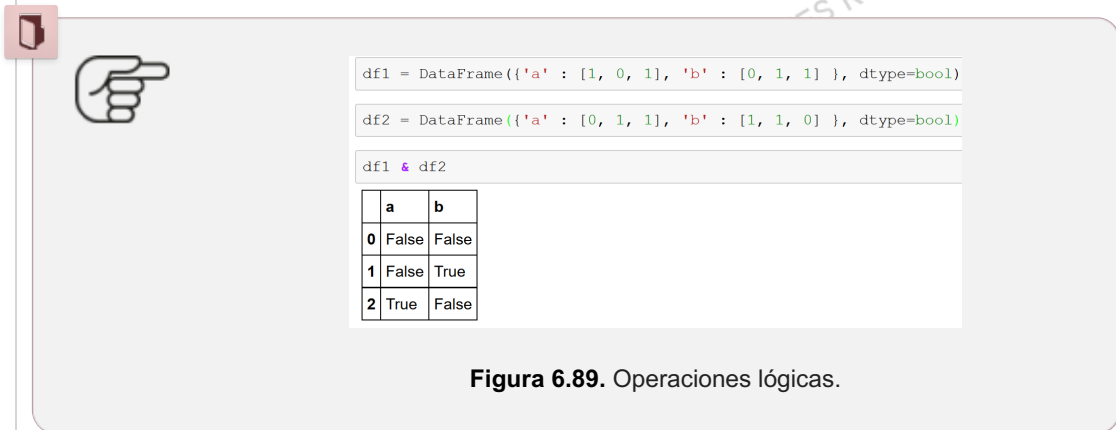 df1 = DataFrame({'a' : [1, 0, 1], 'b' : [0, 1, 1] }, dtype=bool)
df2 = DataFrame({'a' : [0, 1, 1], 'b' : [1, 1, 0] }, dtype=bool)
df1 & df2
a b
0 False False
1 False True
2 True False
Figura 6.89. Operaciones lógicas.